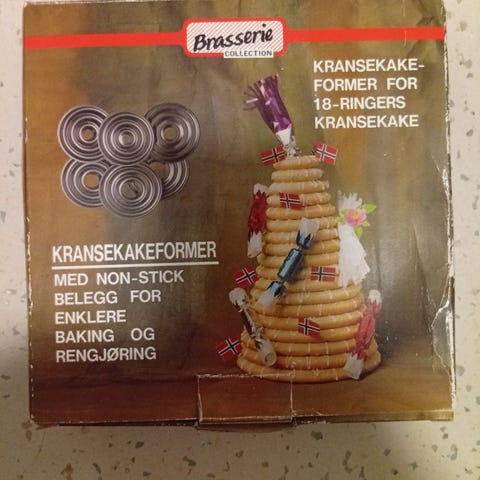 Brasserie
COLLECTION
KRANSEKAKE-
FORMER FOR
18-RINGERS
KRANSEKAKE
KRANSEKAKEFORMER
MED NON-STICK
BELEGG FOR
ENKLERE
BAKING OG
RENGJØRING